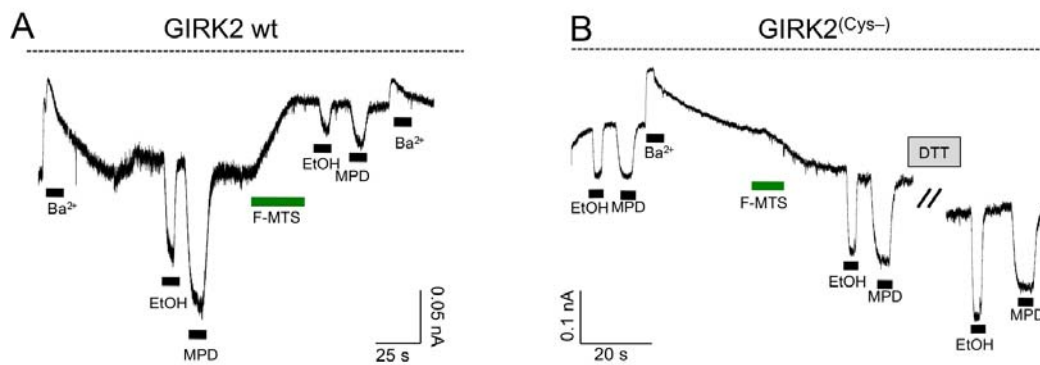 A
GIRK2 wt
Ba²⁺
EtOH
MPD
F-MTS
EtOH
MPD
Ba²⁺
0.05 nA
25 s
B
GIRK2⁽ᶜʸˢ⁻⁾
EtOH
MPD
Ba²⁺
F-MTS
EtOH
MPD
DTT
EtOH
MPD
0.1 nA
20 s